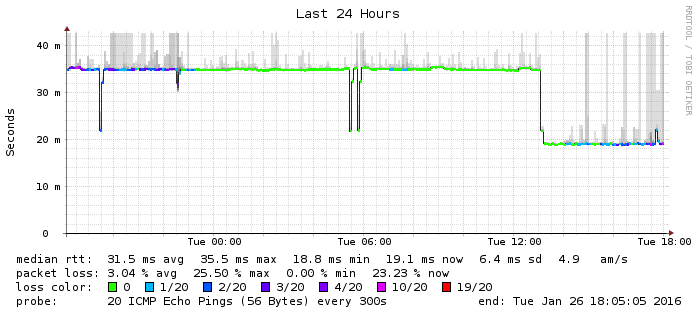 Last 24 Hours
RRDTOOL / TOBI OETIKER
Seconds
40 m
30 m
20 m
10 m
0
Tue 00:00 Tue 06:00 Tue 12:00 Tue 18:00
median rtt: 31.5 ms avg 35.5 ms max 18.8 ms min 19.1 ms now 6.4 ms sd 4.9 am/s
packet loss: 3.04 % avg 25.50 % max 0.00 % min 23.23 % now
loss color: 0 1/20 2/20 3/20 4/20 10/20 19/20
probe: 20 ICMP Echo Pings (56 Bytes) every 300s end: Tue Jan 26 18:05:05 2016